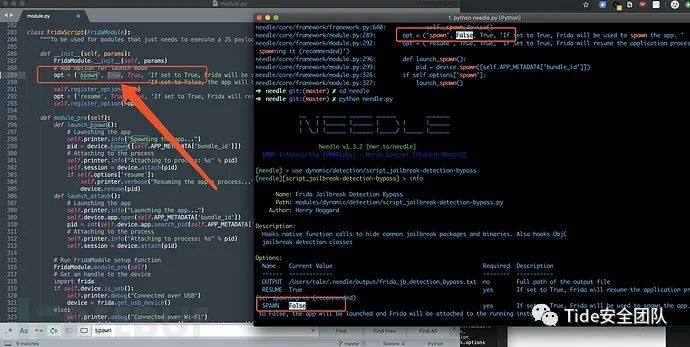 module.py
class FridaScript(FridaModule):
"""To be used for modules that just needs to execute a JS payload
def __init__(self, params):
FridaModule.__init__(self, params)
# Add option for launch mode
opt = ('spawn', True, True, 'If set to True, Frida will be
'If set to False, the app will
self.register_option(
opt = ('resume', True, True, 'If set to True, Frida will res
self.register_option(
def module_pre(self):
def launch_spawn():
# Launching the app
self.printer.info("Spawning the app...")
pid = device.spawn([self.APP_METADATA['bundle_id']])
# Attaching to the process
self.printer.info("Attaching to process: %s" % pid)
session = device.attach(pid)
if self.options['resume']:
self.printer.verbose("Resuming the app's process...
device.resume(pid)
def launch_attach():
# Launching the app
self.printer.info("Launching the app...")
self.device.app.open(self.APP_METADATA['bundle_id'])
pid = int(self.device.app.search_pid(self.APP_METADATA
# Attaching to the process
self.printer.info("Attaching to process: %s" % pid)
session = device.attach(pid)
# Run FridaModule setup function
FridaModule.module_pre(self)
# Get an handle to the device
import frida
if self.device.is_usb():
self.printer.debug("Connected over USB")
device = frida.get_usb_device()
else:
self.printer.debug("Connected over Wi-Fi")
spawn
9 matches
Find
Find Prev
Find All
Replace
1. python needle.py (Python)
needle/core/framework/framework.py:640: self._spawn_device()
needle/core/framework/module.py:289: opt = ('spawn', False, True, 'If set to True, Frida will be used to spawn the app. '
needle/core/framework/module.py:292: opt = ('resume', True, True, 'If set to True, Frida will resume the application proces
wning it (recommended)')
needle/core/framework/module.py:296: def launch_spawn():
needle/core/framework/module.py:299: pid = device.spawn([self.APP_METADATA['bundle_id']])
needle/core/framework/module.py:327: if self.options['spawn']:
needle/core/framework/module.py:328: launch_spawn()
➜ needle git:(master) ✗ cd needle
➜ needle git:(master) ✗ python needle.py
Needle v1.3.2 [mwr.to/needle]
[MWR InfoSecurity (@MWRLabs) - Marco Lancini (@LanciniMarco)]
[needle] > use dynamic/detection/script_jailbreak-detection-bypass
[needle][script_jailbreak-detection-bypass] > info
Name: Frida Jailbreak Detection Bypass
Path: modules/dynamic/detection/script_jailbreak-detection-bypass.py
Author: Henry Hoggard
Description:
Hooks native function calls to hide common jailbreak packages and binaries. Also hooks ObjC
jailbreak detection classes
Options:
Name Current Value Required Description
OUTPUT /Users/tale/.needle/output/frida_jb_detection_bypass.txt no Full path of the output file
RESUME True yes If set to True, Frida will resume the application pro
fter spawning it (recommended)
SPAWN False yes If set to True, Frida will be used to spawn the app.
to False, the app will be launched and Frida will be attached to the running inst
Tide安全团队